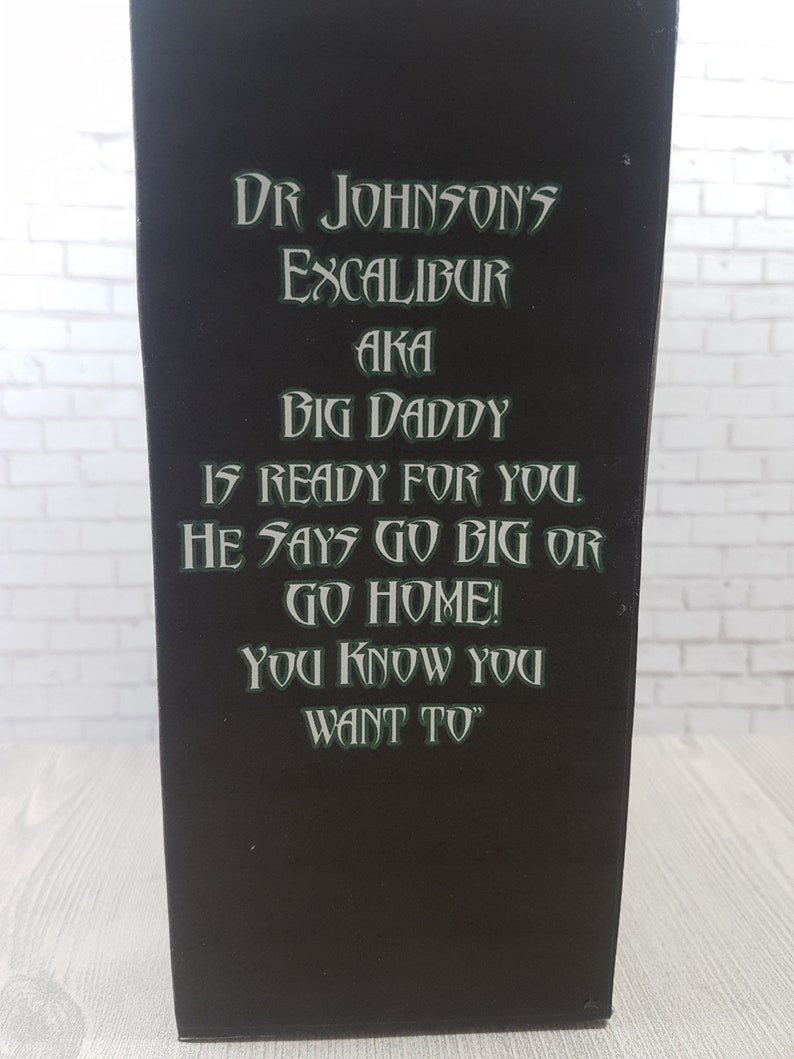 Dr Johnson's
Excalibur
aka
Big Daddy
is ready for you.
He Says GO BIG or
GO HOME!
You Know you
want to"